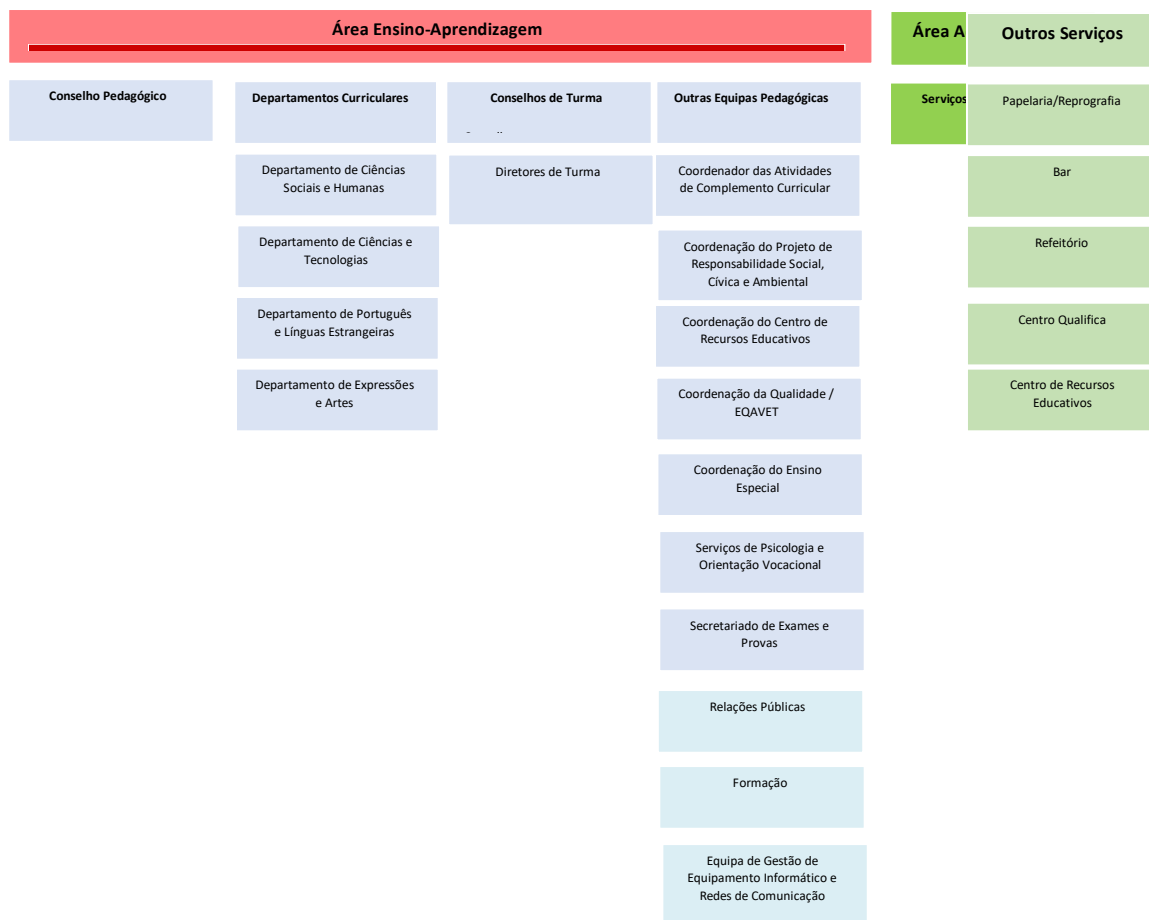 Área Ensino-Aprendizagem
Conselho Pedagógico
Departamentos Curriculares
Departamento de Ciências
Sociais e Humanas
Departamento de Ciências e
Tecnologias
Departamento de Português
e Línguas Estrangeiras
Departamento de Expressões
e Artes
Conselhos de Turma
Diretores de Turma
Outras Equipas Pedagógicas
Coordenador das Atividades
de Complemento Curricular
Coordenação do Projeto de
Responsabilidade Social,
Cívica e Ambiental
Coordenação do Centro de
Recursos Educativos
Coordenação da Qualidade /
EQAVET
Coordenação do Ensino
Especial
Serviços de Psicologia e
Orientação Vocacional
Secretariado de Exames e
Provas
Relações Públicas
Formação
Equipa de Gestão de
Equipamento Informático e
Redes de Comunicação
Área A
Serviços
Outros Serviços
Papelaria/Reprografia
Bar
Refeitório
Centro Qualifica
Centro de Recursos
Educativos